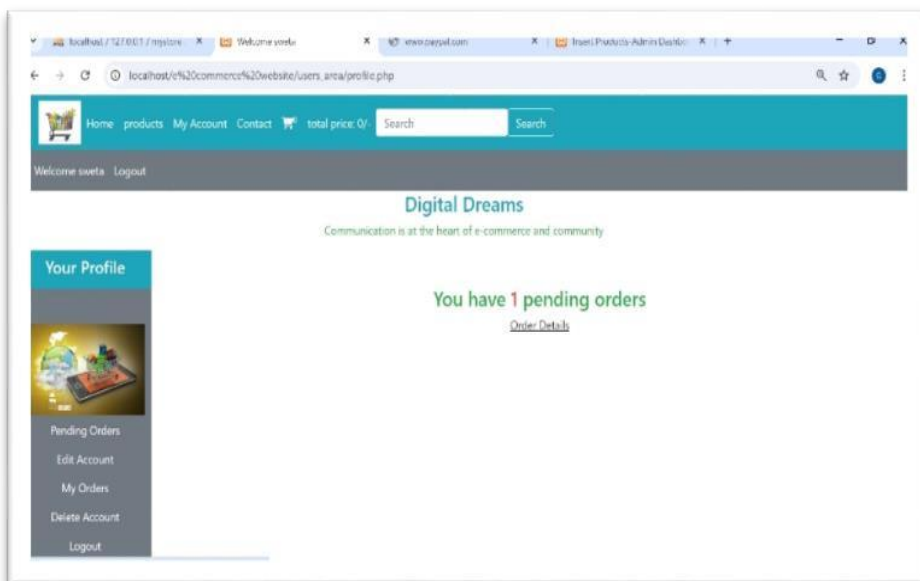 localhost / 127.0.0.1 / mystore
Welcome sweta
www.paypal.com
Insert Products-Admin Dashbo
localhost/e%20commerce%20website/users_area/profile.php
Home products My Account Contact total price: 0/- Search Search
Welcome sweta Logout
Digital Dreams
Communication is at the heart of e-commerce and community
Your Profile
You have 1 pending orders
Order Details
Pending Orders
Edit Account
My Orders
Delete Account
Logout